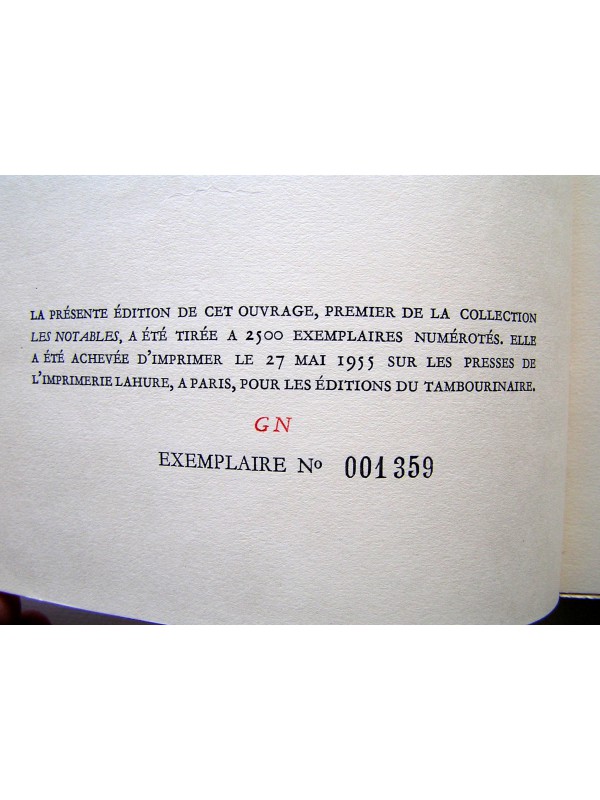 LA PRÉSENTE ÉDITION DE CET OUVRAGE, PREMIER DE LA COLLECTION
LES NOTABLES, A ÉTÉ TIRÉE A 2500 EXEMPLAIRES NUMÉROTÉS. ELLE
A ÉTÉ ACHEVÉE D'IMPRIMER LE 27 MAI 1955 SUR LES PRESSES DE
L'IMPRIMERIE LAHURE, A PARIS, POUR LES ÉDITIONS DU TAMBOURINAIRE.
GN
EXEMPLAIRE Nº 001359